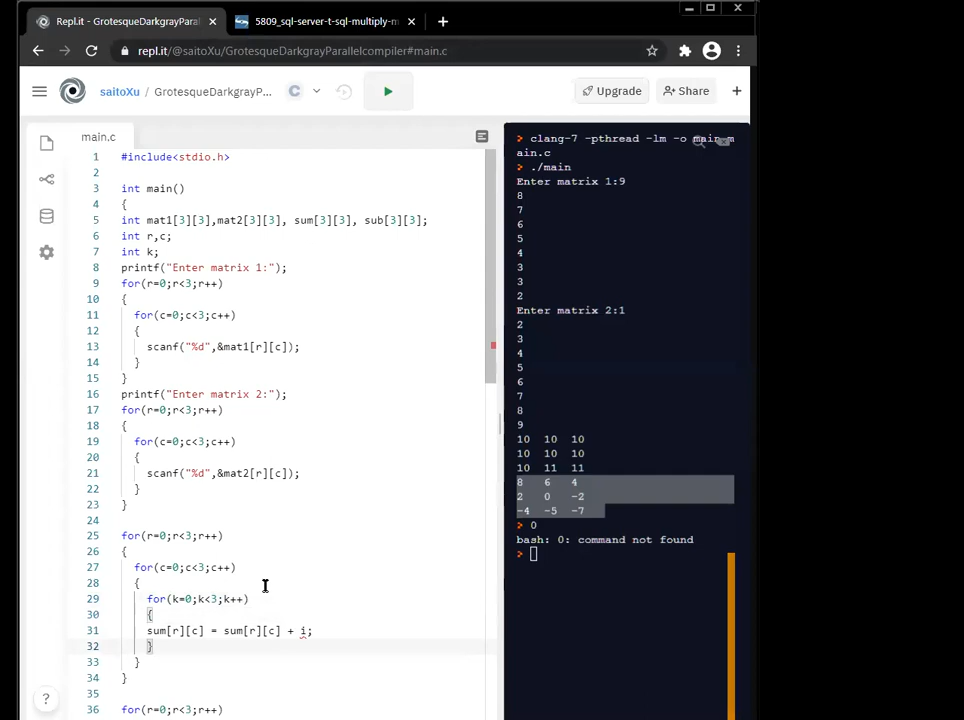 Repl.it - GrotesqueDarkgrayParal
5809_sql-server-t-sql-multiply-m
repl.it/@saitoXu/GrotesqueDarkgrayParallelcompiler#main.c
saitoXu / GrotesqueDarkgrayP...
C
Upgrade
Share
main.c
1 #include<stdio.h>
2
3 int main()
4 {
5 int mat1[3][3],mat2[3][3], sum[3][3], sub[3][3];
6 int r,c;
7 int k;
8 printf("Enter matrix 1:");
9 for(r=0;r<3;r++)
10 {
11 for(c=0;c<3;c++)
12 {
13 scanf("%d",&mat1[r][c]);
14 }
15 }
16 printf("Enter matrix 2:");
17 for(r=0;r<3;r++)
18 {
19 for(c=0;c<3;c++)
20 {
21 scanf("%d",&mat2[r][c]);
22 }
23 }
24
25 for(r=0;r<3;r++)
26 {
27 for(c=0;c<3;c++)
28 {
29 for(k=0;k<3;k++)
30 {
31 sum[r][c] = sum[r][c] + i;
32 }
33 }
34 }
35
36 for(r=0;r<3;r++)
?
> clang-7 -pthread -lm -o main m
ain.c
> ./main
Enter matrix 1:9
8
7
6
5
4
3
3
2
Enter matrix 2:1
2
3
4
5
6
7
8
9
10 10 10
10 10 10
10 11 11
8 6 4
2 0 -2
-4 -5 -7
> 0
bash: 0: command not found
>